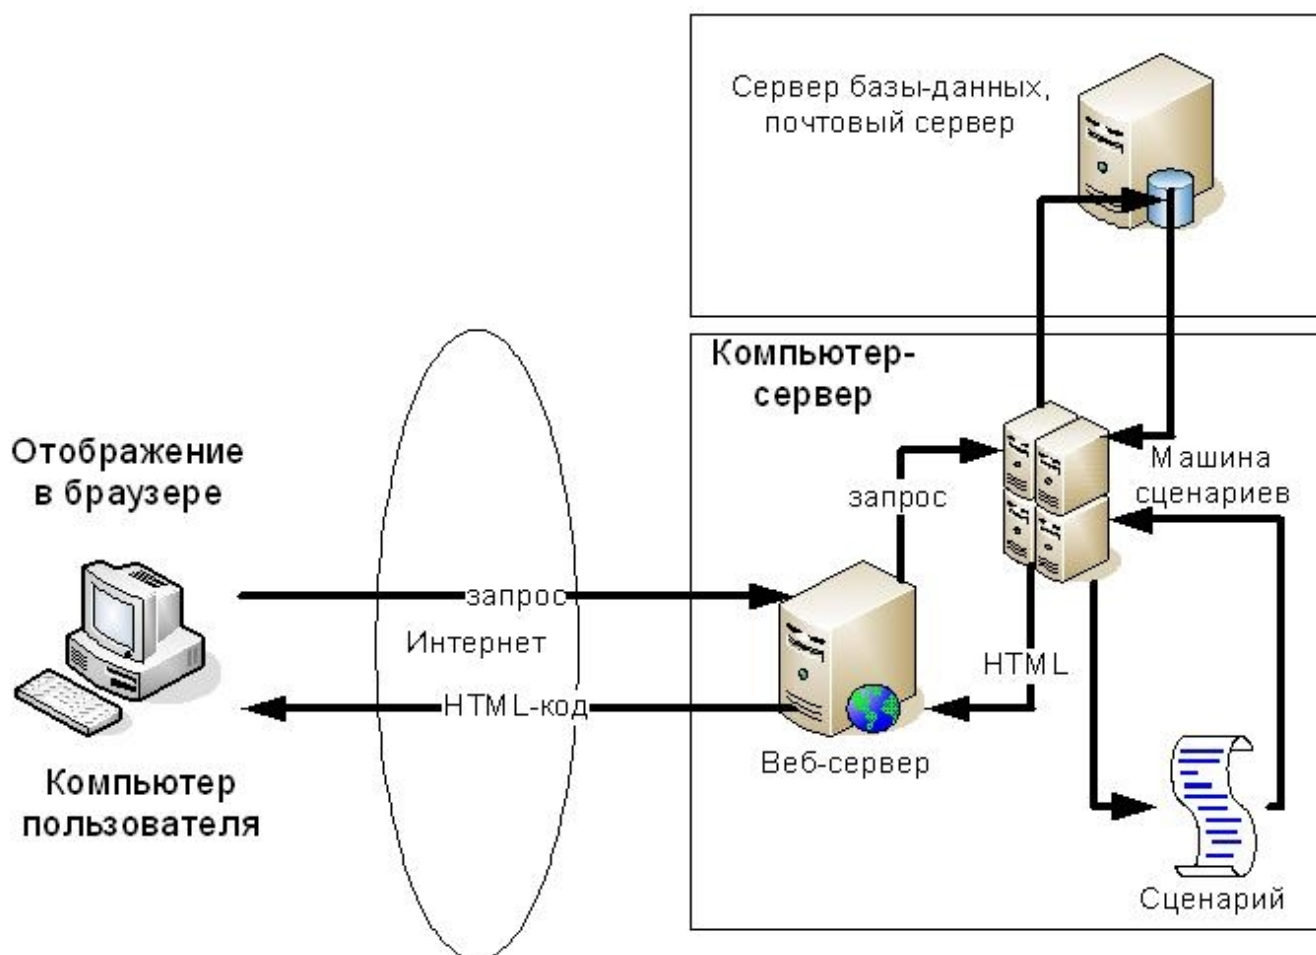 Сервер базы-данных,
почтовый сервер
Компьютер-
сервер
Отображение
в браузере
Машина
сценариев
запрос
запрос
Интернет
HTML
HTML-код
Веб-сервер
Компьютер
пользователя
Сценарий